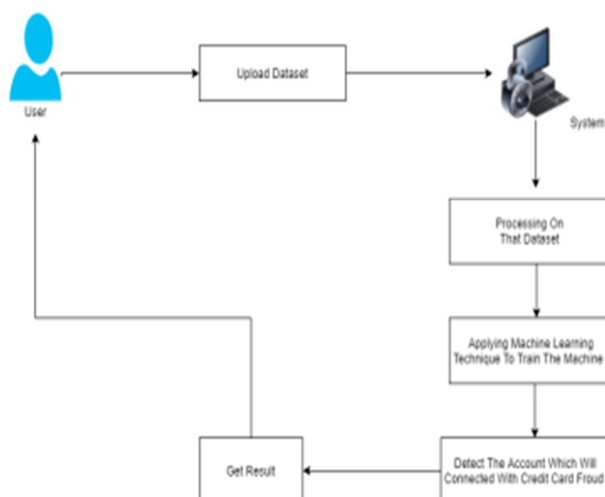 Upload Dataset
User
System
Processing On
That Dataset
Applying Machine Learning
Technique To Train The Machine
Detect The Account Which Will
Connected With Credit Card Froud
Get Result